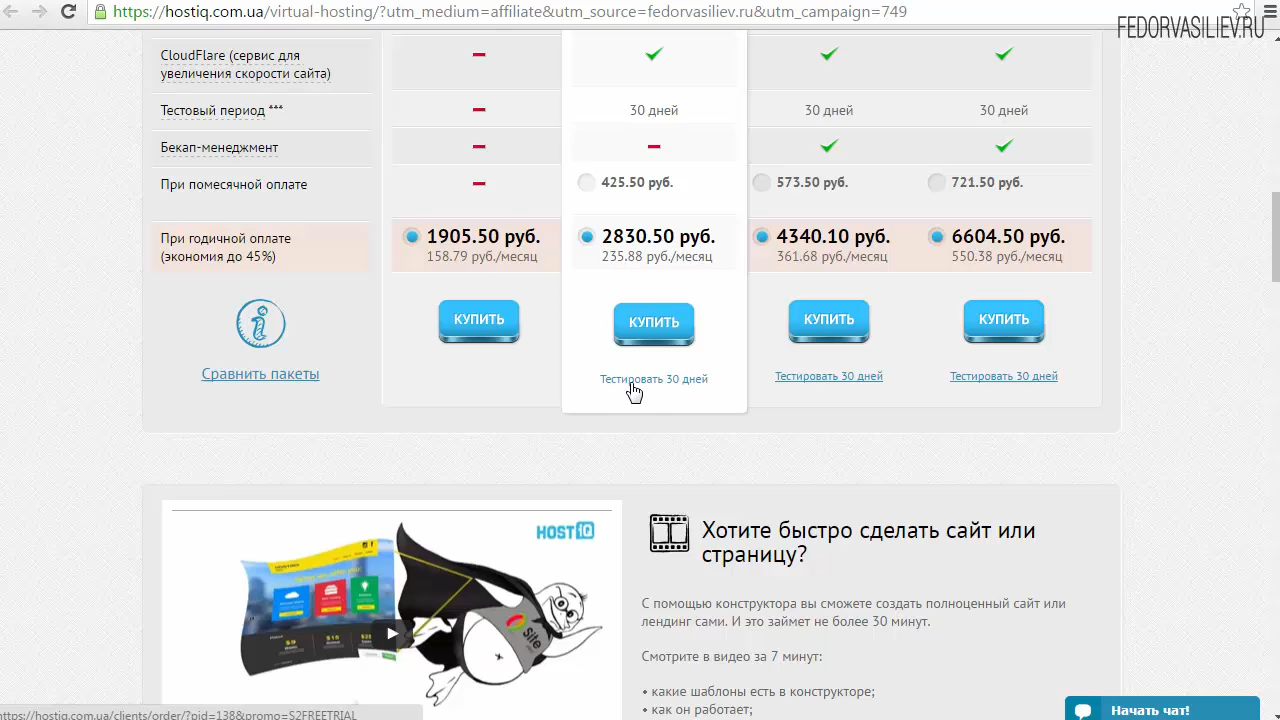 https://hostiq.com.ua/virtual-hosting/?utm_medium=affiliate&utm_source=fedorvasiliev.ru&utm_campaign=749
FEDORVASILIEV.RU
CloudFlare (сервис для
увеличения скорости сайта)
Тестовый период *** 30 дней 30 дней 30 дней
Бекап-менеджмент
При помесячной оплате 425.50 руб. 573.50 руб. 721.50 руб.
При годичной оплате 1905.50 руб. 2830.50 руб. 4340.10 руб. 6604.50 руб.
(экономия до 45%) 158.79 руб./месяц 235.88 руб./месяц 361.68 руб./месяц 550.38 руб./месяц
КУПИТЬ КУПИТЬ КУПИТЬ КУПИТЬ
Сравнить пакеты Тестировать 30 дней Тестировать 30 дней Тестировать 30 дней
HOST iQ
site
Хотите быстро сделать сайт или
страницу?
С помощью конструктора вы сможете создать полноценный сайт или
лендинг сами. И это займет не более 30 минут.
Смотрите в видео за 7 минут:
• какие шаблоны есть в конструкторе;
• как он работает;
https://hostiq.com.ua/clients/order/?pid=138&promo=S2FREETRIAL
Начать чат!